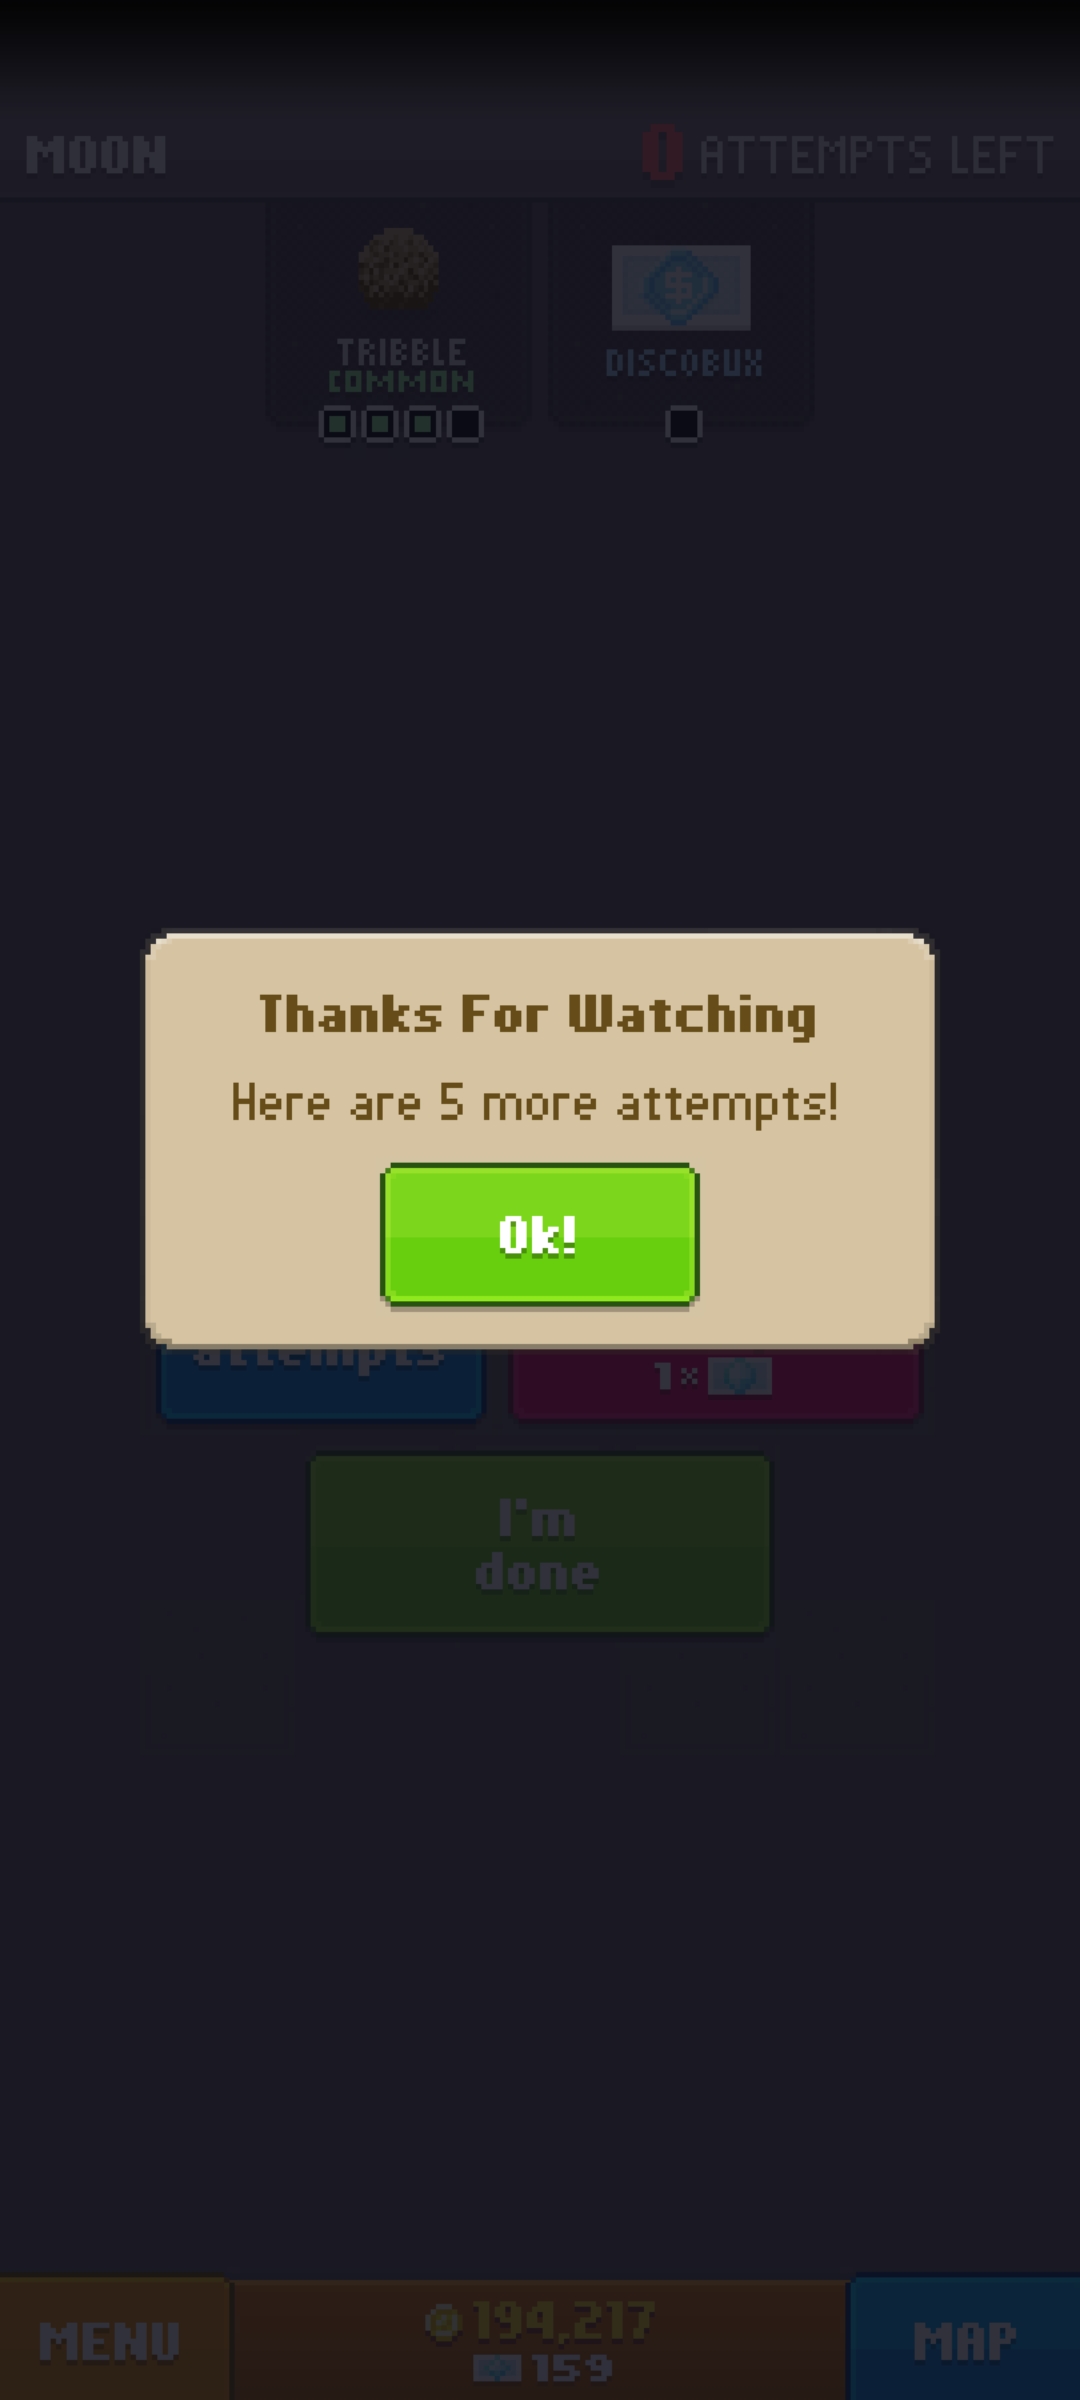 MOON
0 ATTEMPTS LEFT
TRIBBLE
COMMON
$
DISCOBUX
Thanks For Watching
Here are 5 more attempts!
Ok!
attempts
1×
I'm
done
MENU
194,217
159
MAP